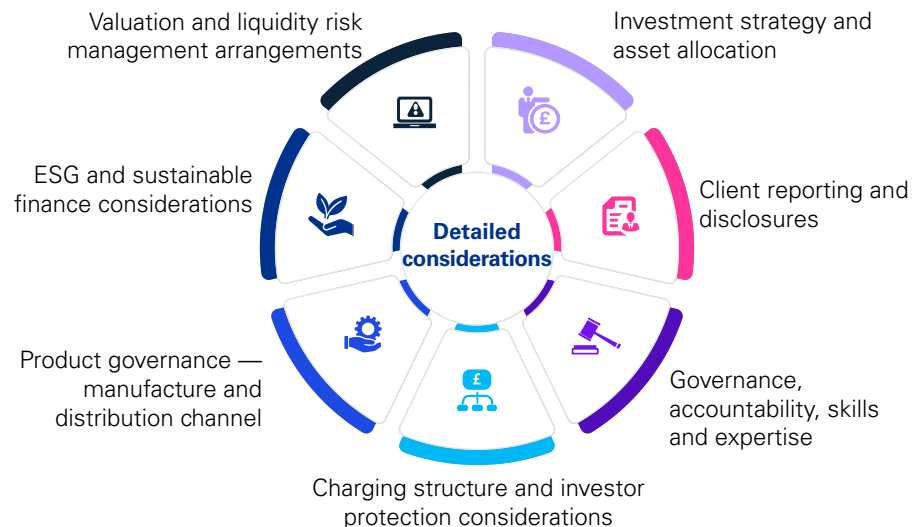 Valuation and liquidity risk
management arrangements
Investment strategy and
asset allocation
£
ESG and sustainable
finance considerations
Client reporting and
disclosures
Detailed
considerations
Product governance —
manufacture and
distribution channel
Governance,
accountability, skills
and expertise
£
Charging structure and investor
protection considerations